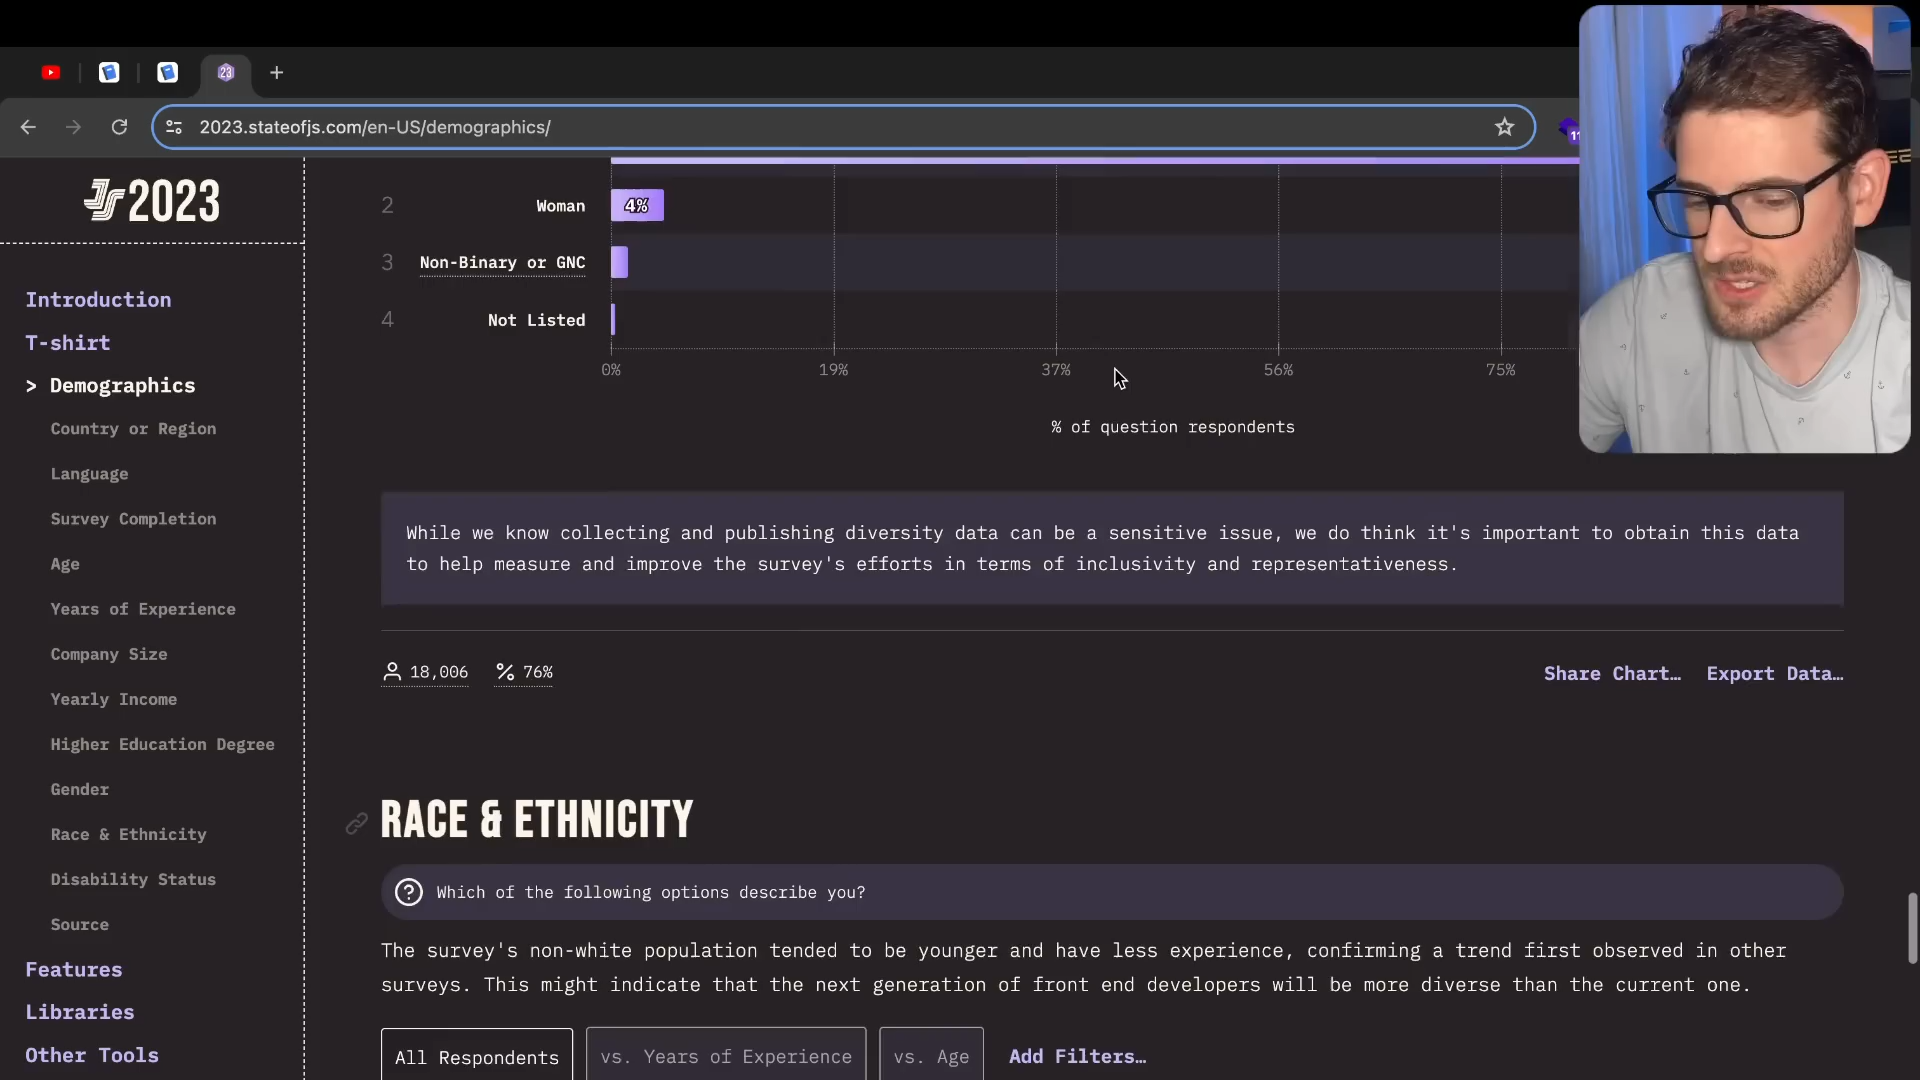 23
2023.stateofjs.com/en-US/demographics/
11
JS 2023
Introduction
T-shirt
> Demographics
Country or Region
Language
Survey Completion
Age
Years of Experience
Company Size
Yearly Income
Higher Education Degree
Gender
Race & Ethnicity
Disability Status
Source
Features
Libraries
Other Tools
2 Woman 4%
3 Non-Binary or GNC
4 Not Listed
0% 19% 37% 56% 75%
% of question respondents
While we know collecting and publishing diversity data can be a sensitive issue, we do think it's important to obtain this data
to help measure and improve the survey's efforts in terms of inclusivity and representativeness.
18,006 % 76%
Share Chart… Export Data…
RACE & ETHNICITY
? Which of the following options describe you?
The survey's non-white population tended to be younger and have less experience, confirming a trend first observed in other
surveys. This might indicate that the next generation of front end developers will be more diverse than the current one.
All Respondents vs. Years of Experience vs. Age Add Filters…